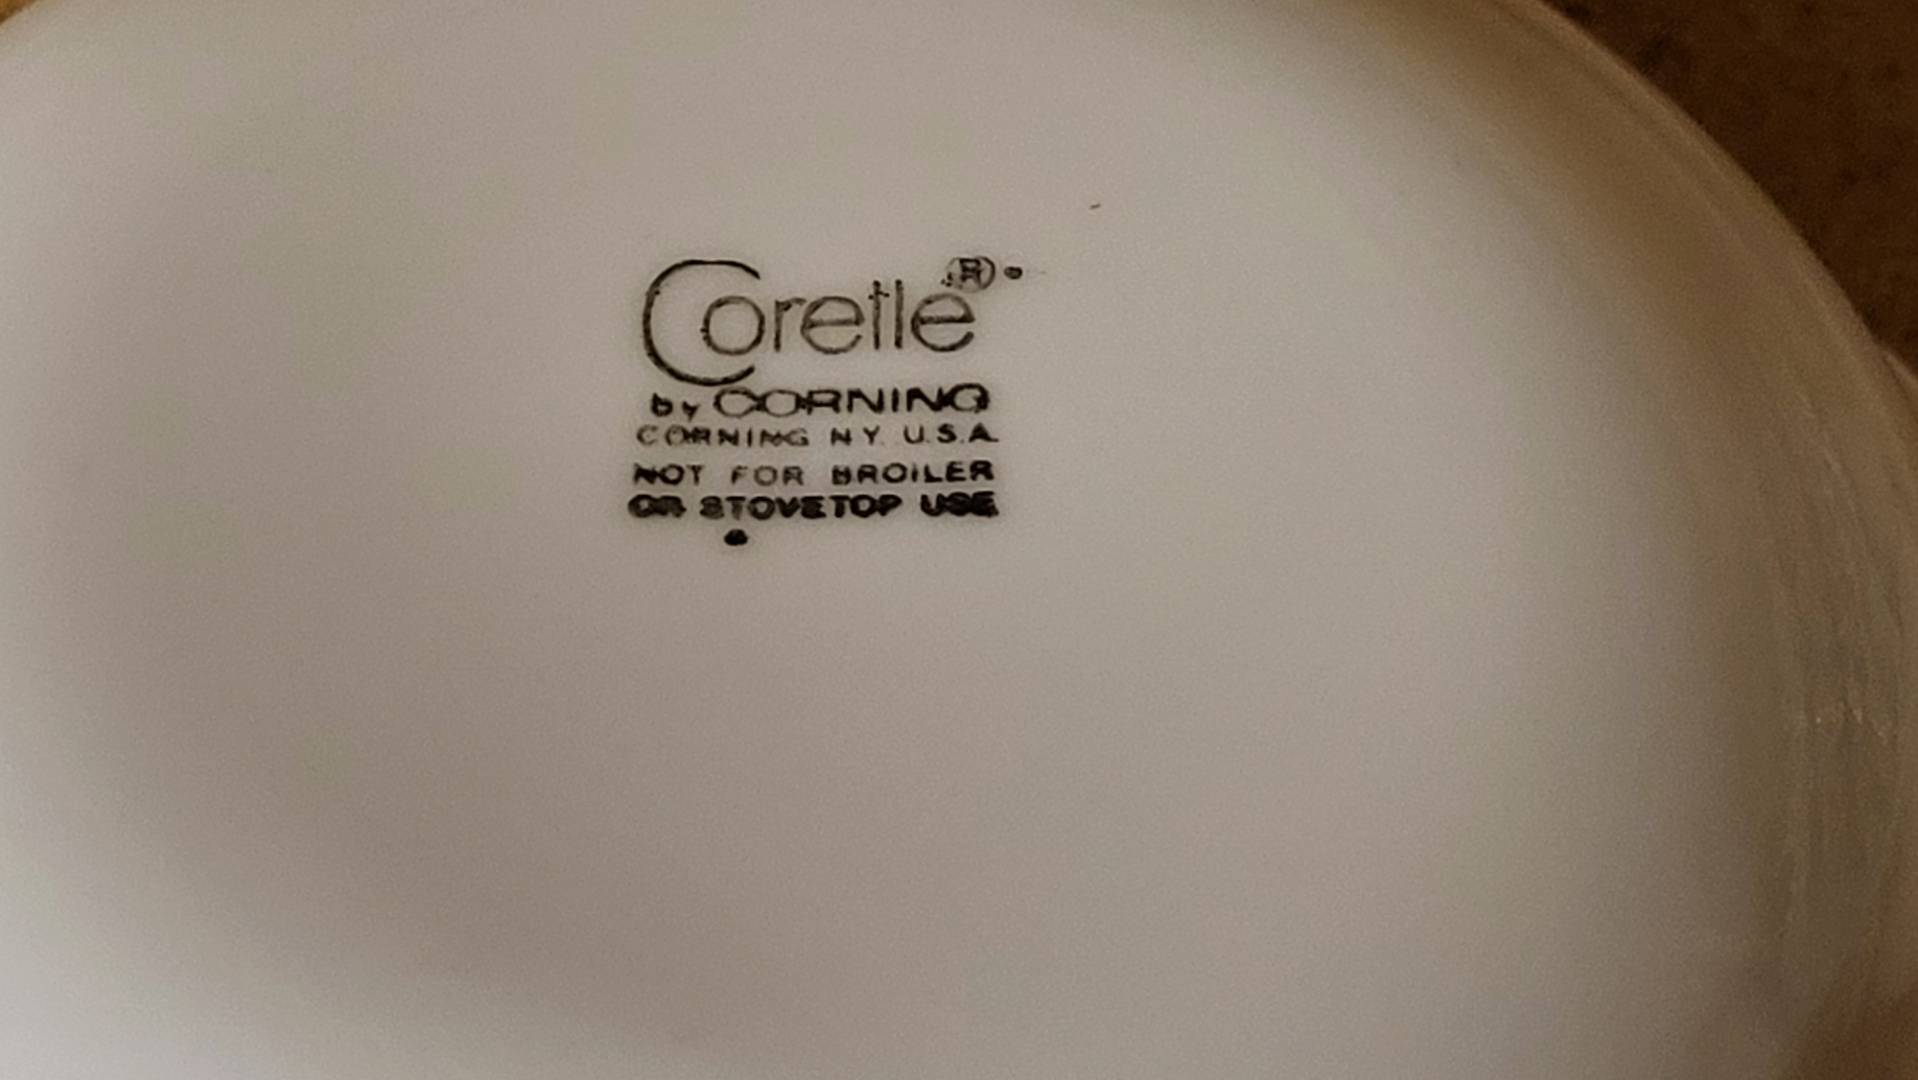 Corelle®
by CORNING
CORNING N.Y. U.S.A.
NOT FOR BROILER
OR STOVETOP USE